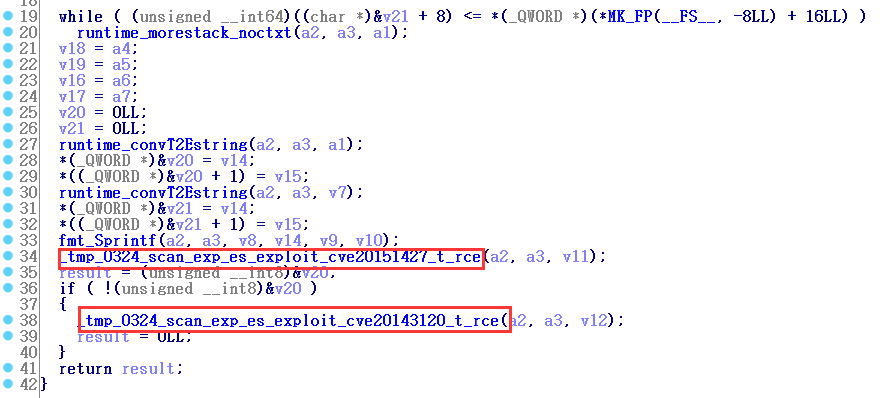 19 while ( (unsigned __int64)((char *)&v21 + 8) <= *(_QWORD *)(*MK_FP(__FS__, -8LL) + 16LL) )
20 runtime_morestack_noctxt(a2, a3, a1);
21 v18 = a4;
22 v19 = a5;
23 v16 = a6;
24 v17 = a7;
25 v20 = 0LL;
26 v21 = 0LL;
27 runtime_convT2Estring(a2, a3, a1);
28 *(_QWORD *)&v20 = v14;
29 *((_QWORD *)&v20 + 1) = v15;
30 runtime_convT2Estring(a2, a3, v7);
31 *(_QWORD *)&v21 = v14;
32 *((_QWORD *)&v21 + 1) = v15;
33 fmt_Sprintf(a2, a3, v8, v14, v9, v10);
34 _tmp_0324_scan_exp_es_exploit_cve20151427_t_rce(a2, a3, v11);
35 result = (unsigned __int8)&v20;
36 if ( !(unsigned __int8)&v20 )
37 {
38 _tmp_0324_scan_exp_es_exploit_cve20143120_t_rce(a2, a3, v12);
39 result = 0LL;
40 }
41 return result;
42 }